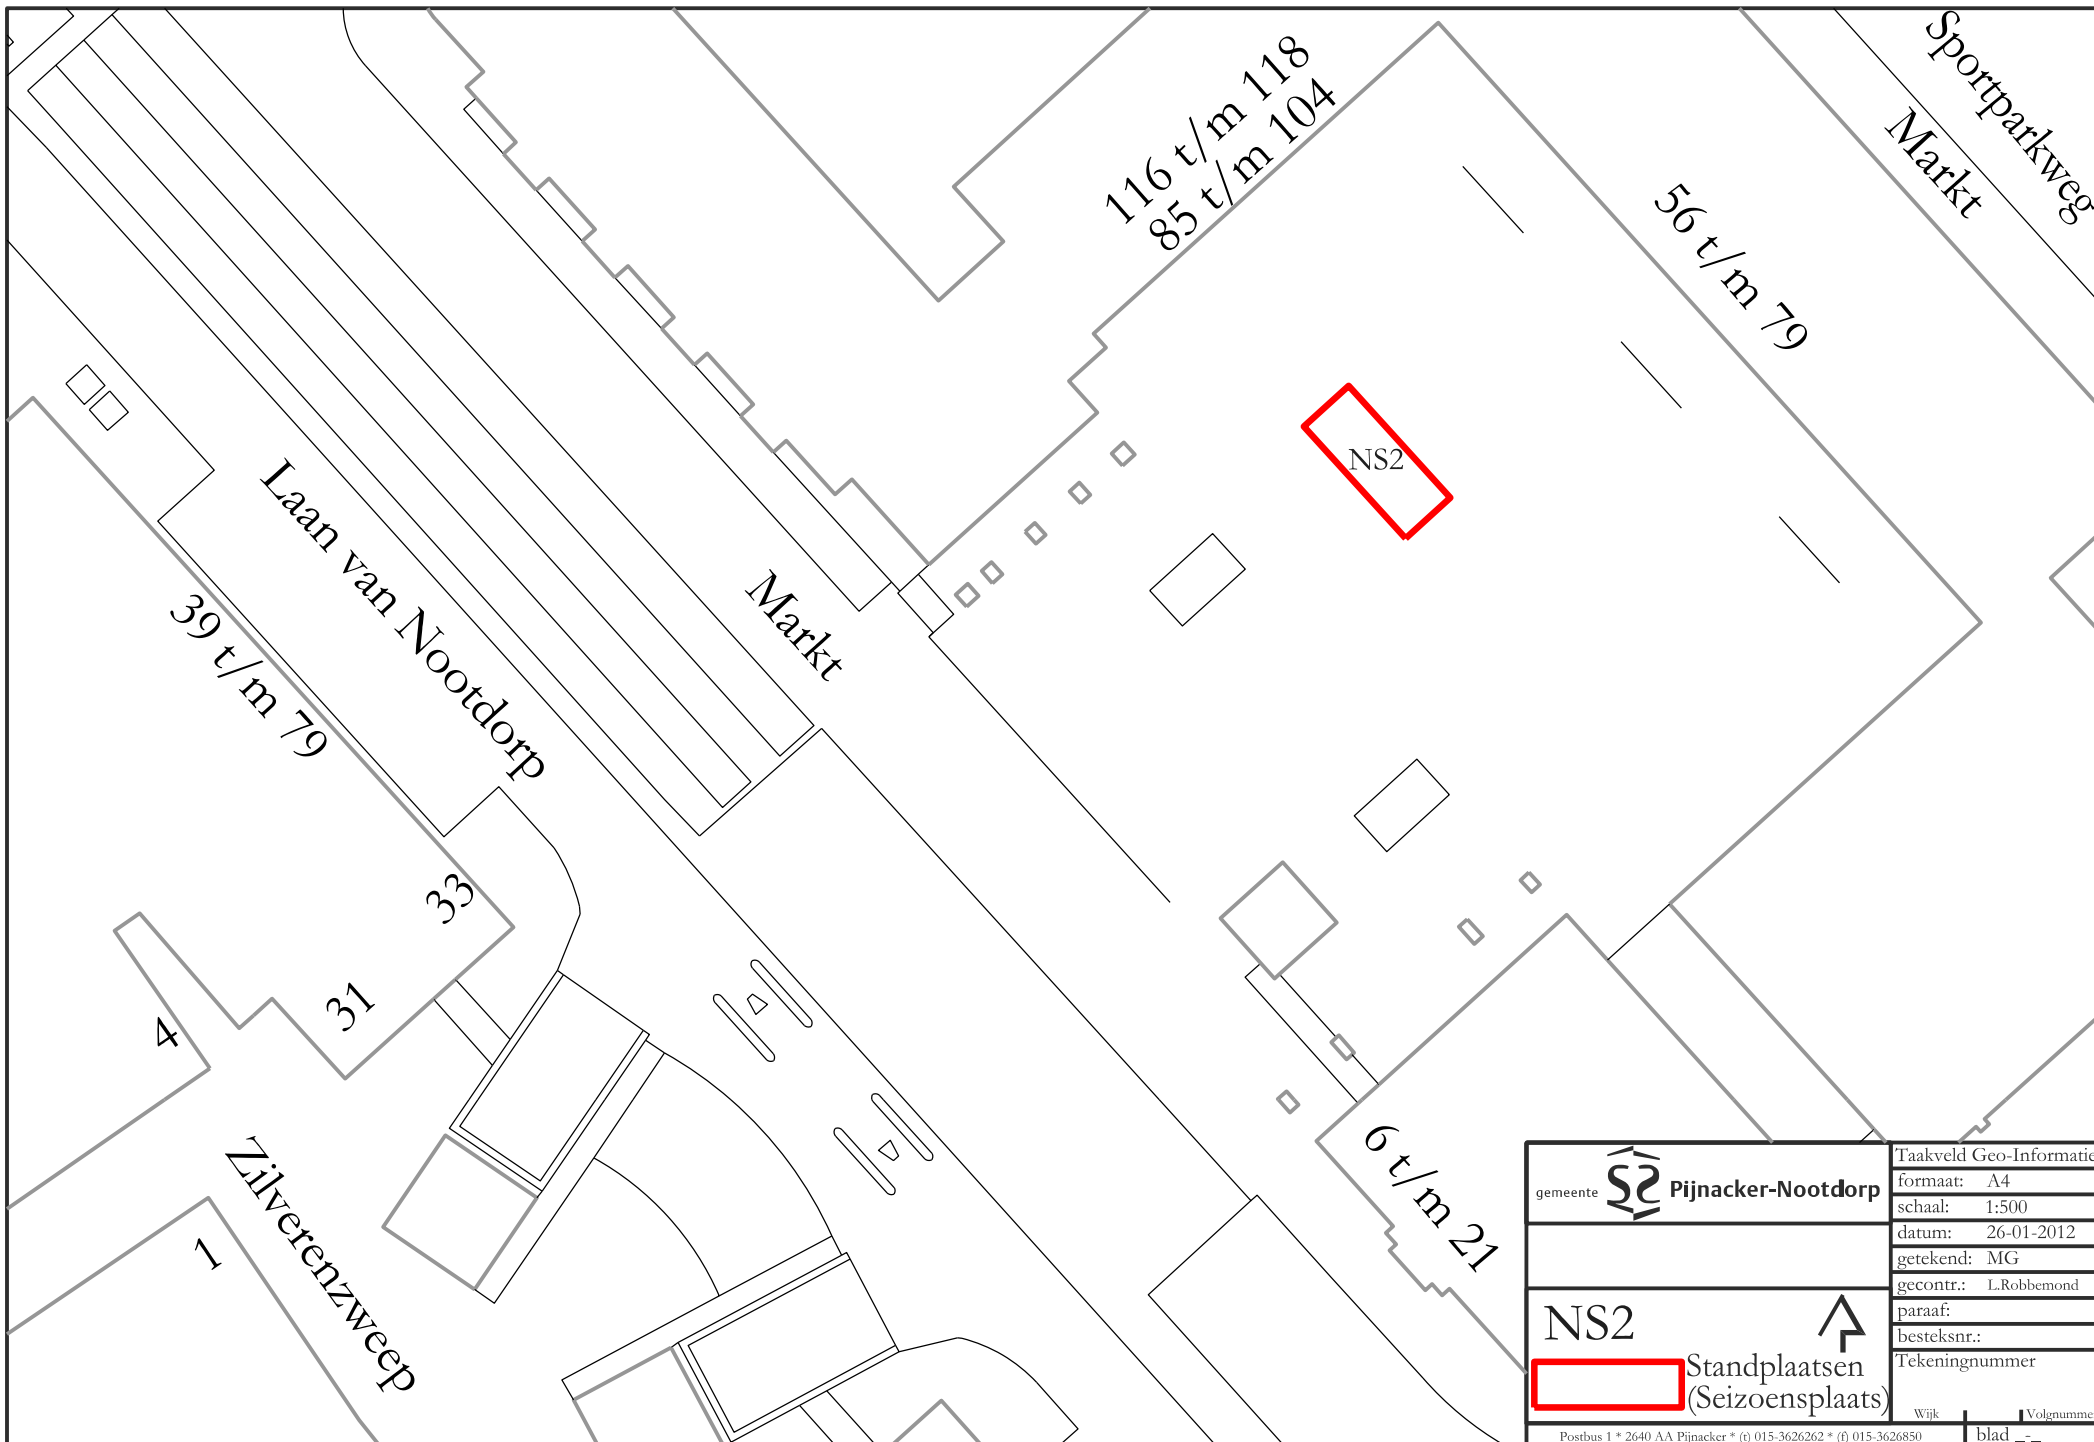 Sportparkweg
Markt
116 t/m 118
85 t/m 104
56 t/m 79
NS2
Laan van Nootdorp
Markt
39 t/m 79
33
31
4
Zilverenzweep
1
6 t/m 21
gemeente Pijnacker-Nootdorp
NS2
Standplaatsen
(Seizoensplaats)
Taakveld Geo-Informatie
formaat: A4
schaal: 1:500
datum: 26-01-2012
getekend: MG
gecontr.: L.Robbemond
paraaf:
besteksnr.:
Tekeningnummer
Wijk Volgnumme
Postbus 1 * 2640 AA Pijnacker * (t) 015-3626262 * (f) 015-3626850
blad _-_